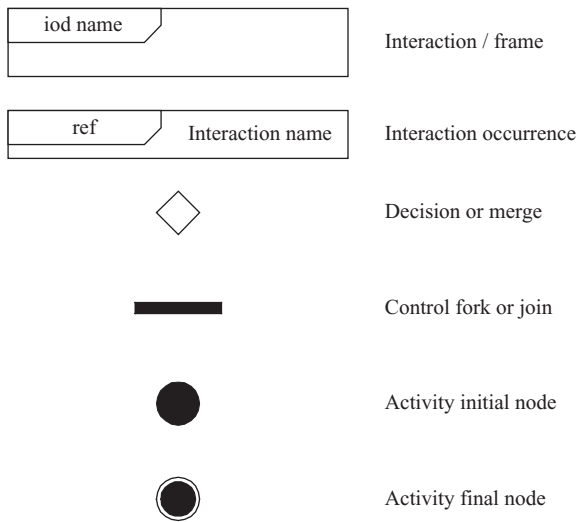 iod name
Interaction / frame
ref
Interaction name
Interaction occurrence
Decision or merge
Control fork or join
Activity initial node
Activity final node